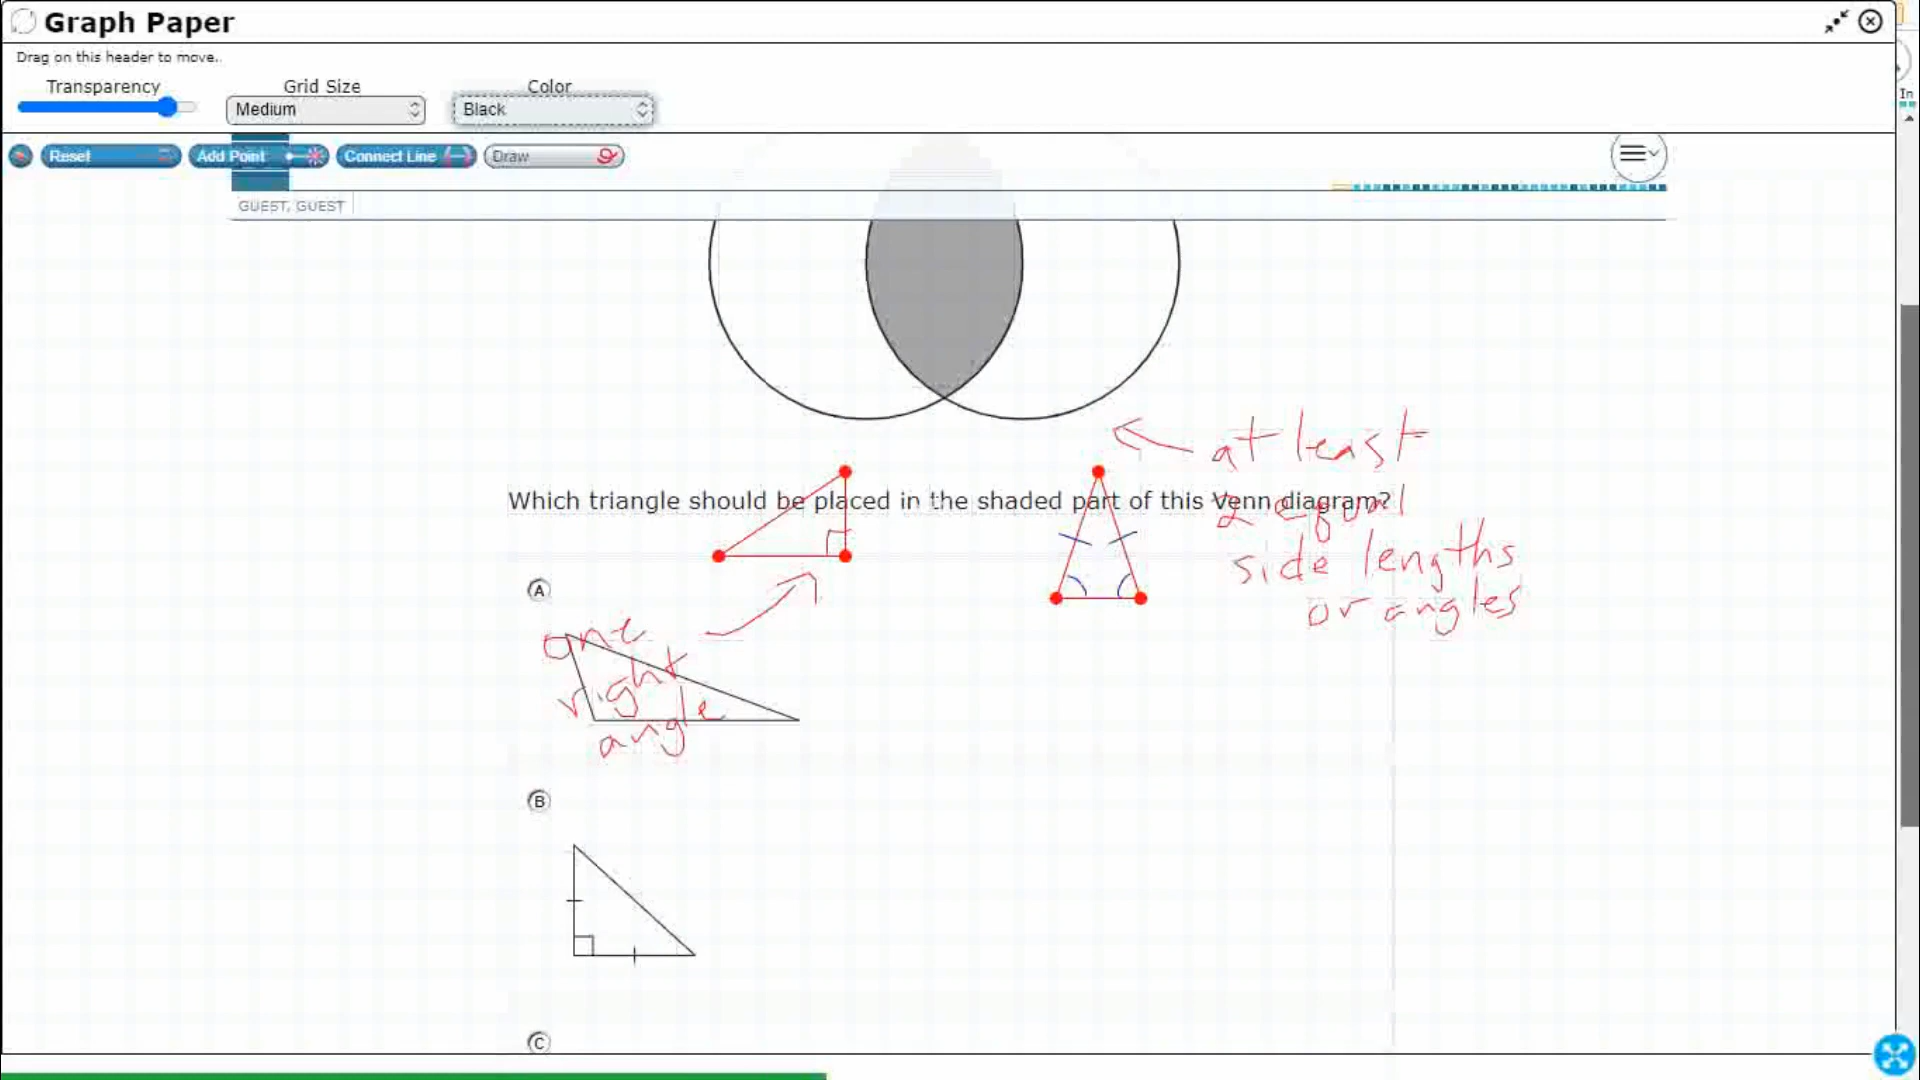 Graph Paper
Drag on this header to move..
Transparency
Grid Size
Color
Medium
Black
Reset
Add Point
Connect Line
Draw
In
GUEST, GUEST
at least
Which triangle should be placed in the shaded part of this Venn diagram?
2 equal
side lengths
or angles
A
one
right
angle
B
C